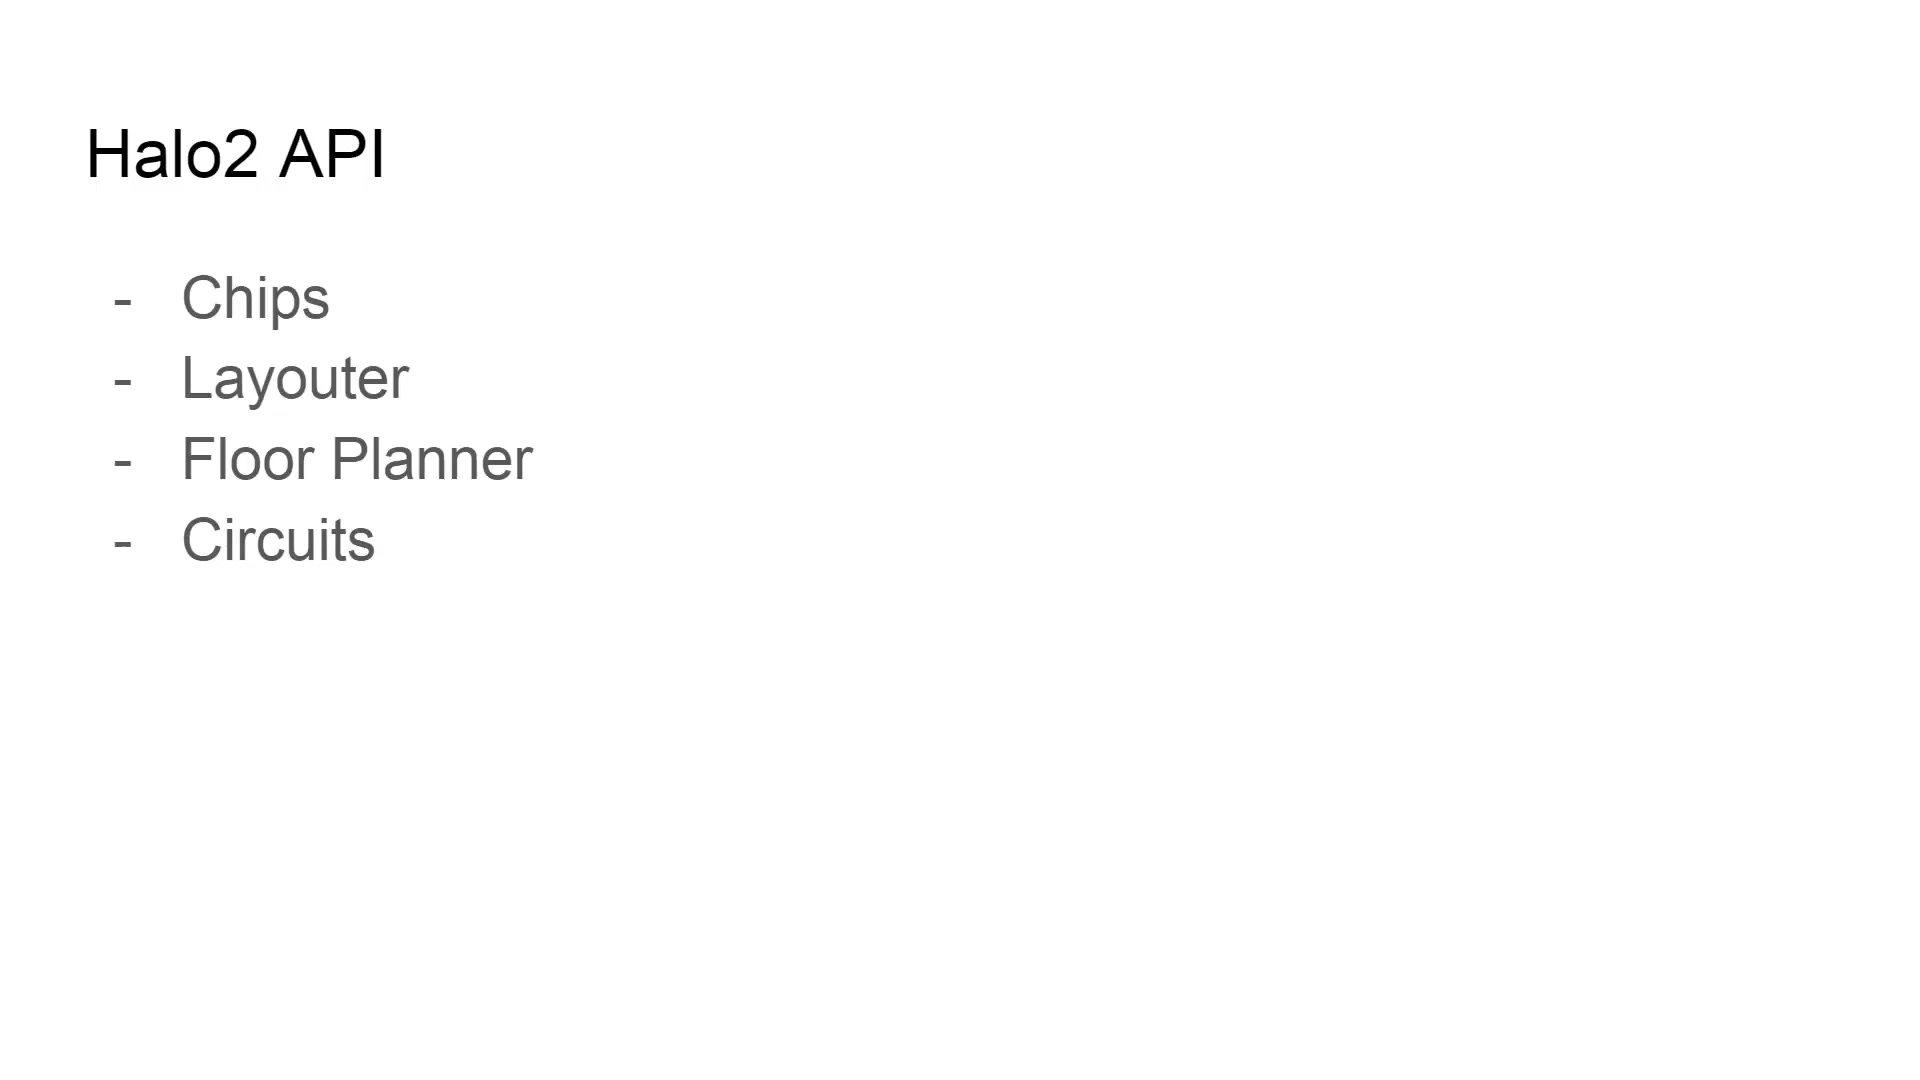 Halo2 API
- Chips
- Layouter
- Floor Planner
- Circuits